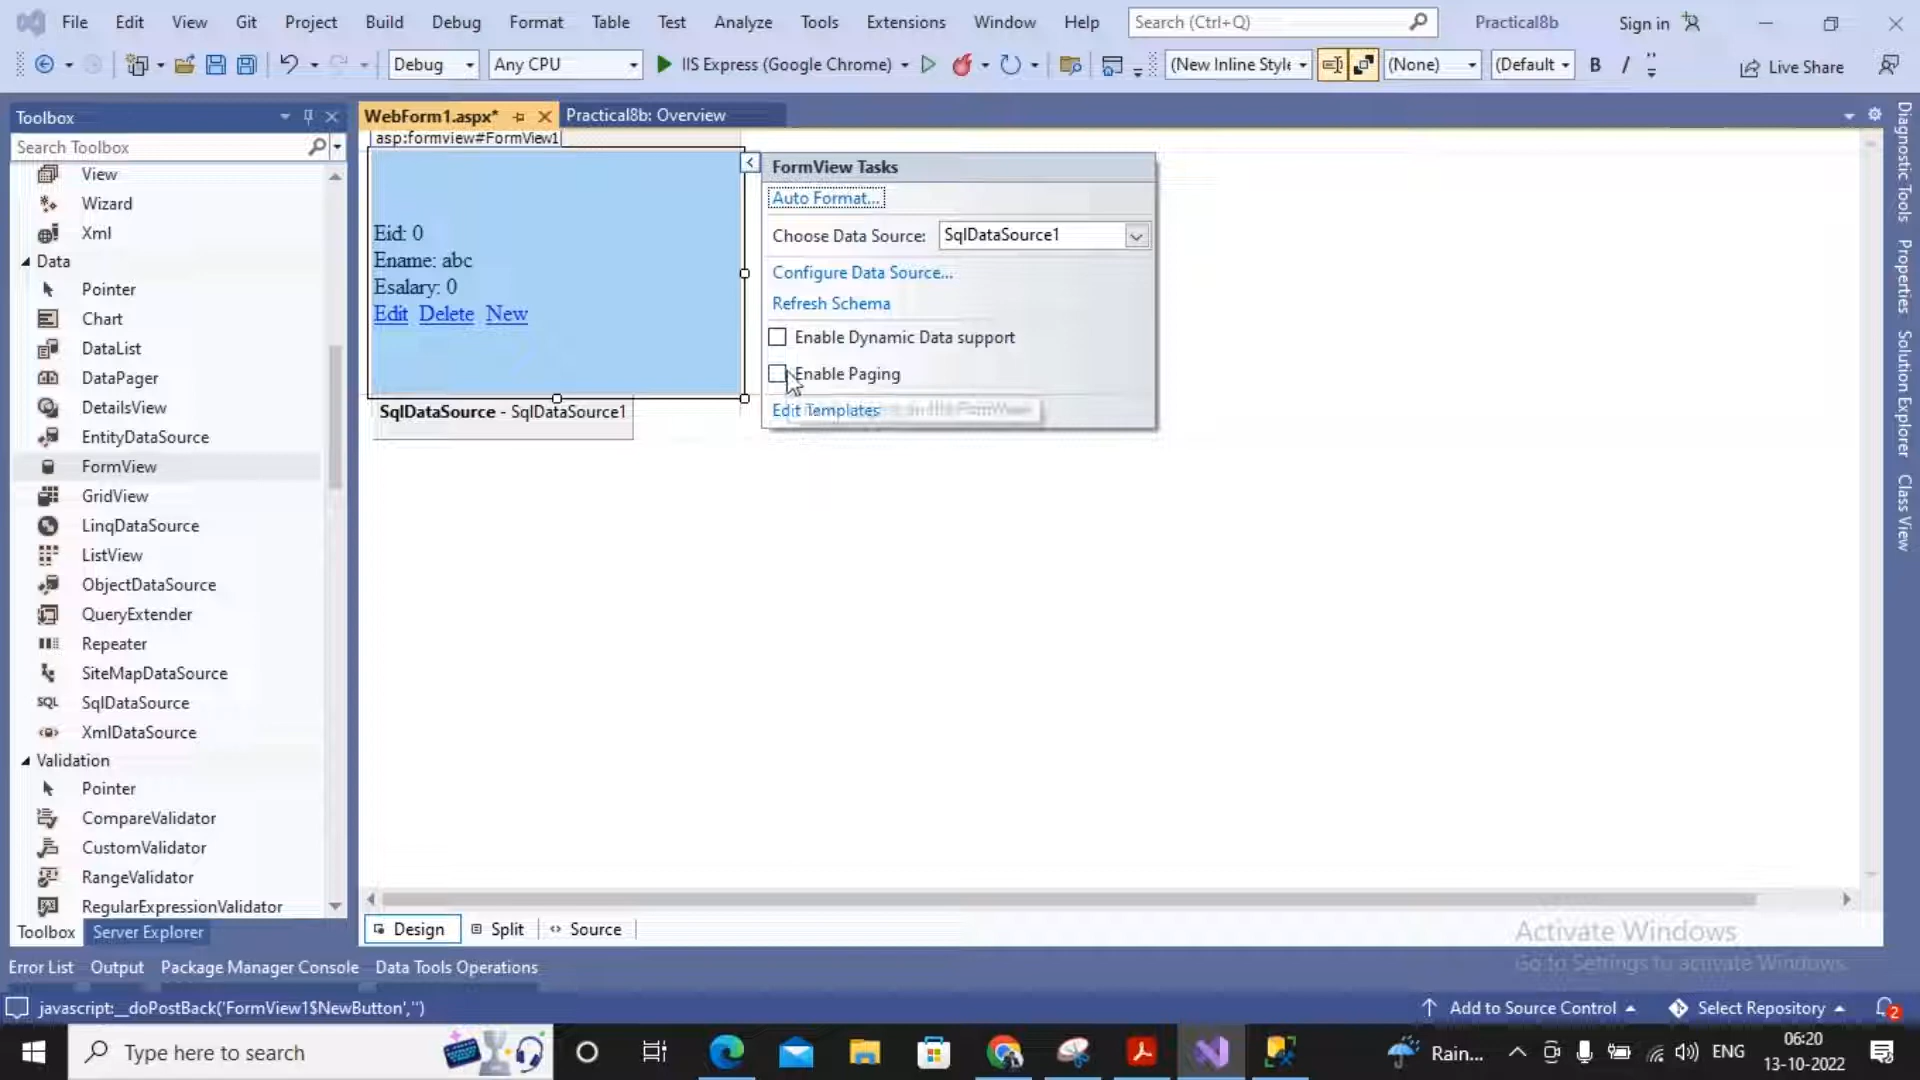 File Edit View Git Project Build Debug Format Table Test Analyze Tools Extensions Window Help Search (Ctrl+Q) Practical8b Sign in
Debug Any CPU IIS Express (Google Chrome) (New Inline Style (None) (Default B I
Toolbox
Search Toolbox
View
Wizard
Xml
Data
Pointer
Chart
DataList
DataPager
DetailsView
EntityDataSource
FormView
GridView
LinqDataSource
ListView
ObjectDataSource
QueryExtender
Repeater
SiteMapDataSource
SQL SqlDataSource
XmlDataSource
Validation
Pointer
CompareValidator
CustomValidator
RangeValidator
RegularExpressionValidator
Toolbox Server Explorer
WebForm1.aspx* Practical8b: Overview
asp:formview#FormView1
Eid: 0
Ename: abc
Esalary: 0
Edit Delete New
SqlDataSource - SqlDataSource1
FormView Tasks
Auto Format...
Choose Data Source: SqlDataSource1
Configure Data Source...
Refresh Schema
Enable Dynamic Data support
Enable Paging
Edit Templates
Live Share
Diagnostic Tools
Properties
Solution Explorer
Class View
Design Split Source
Activate Windows
Go to Settings to activate Windows.
Error List Output Package Manager Console Data Tools Operations
javascript:__doPostBack('FormView1$NewButton','') Add to Source Control Select Repository 2
Type here to search Rain... ENG 06:20
13-10-2022